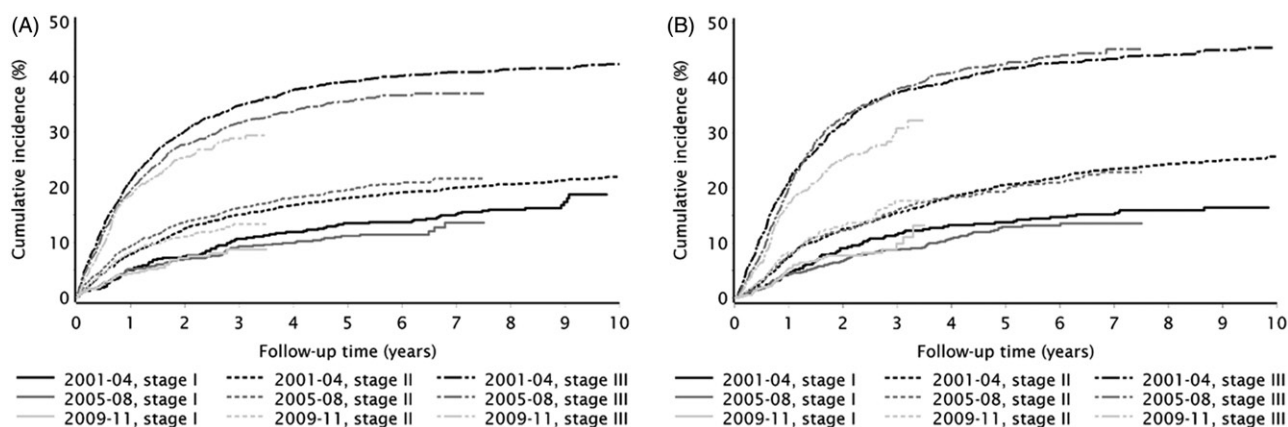 (A)
50
40
30
20
10
0
Cumulative incidence (%)
0 1 2 3 4 5 6 7 8 9 10
Follow-up time (years)
2001-04, stage I 2001-04, stage II 2001-04, stage III
2005-08, stage I 2005-08, stage II 2005-08, stage III
2009-11, stage I 2009-11, stage II 2009-11, stage III
(B)
50
40
30
20
10
0
Cumulative incidence (%)
0 1 2 3 4 5 6 7 8 9 10
Follow-up time (years)
2001-04, stage I 2001-04, stage II 2001-04, stage III
2005-08, stage I 2005-08, stage II 2005-08, stage III
2009-11, stage I 2009-11, stage II 2009-11, stage III